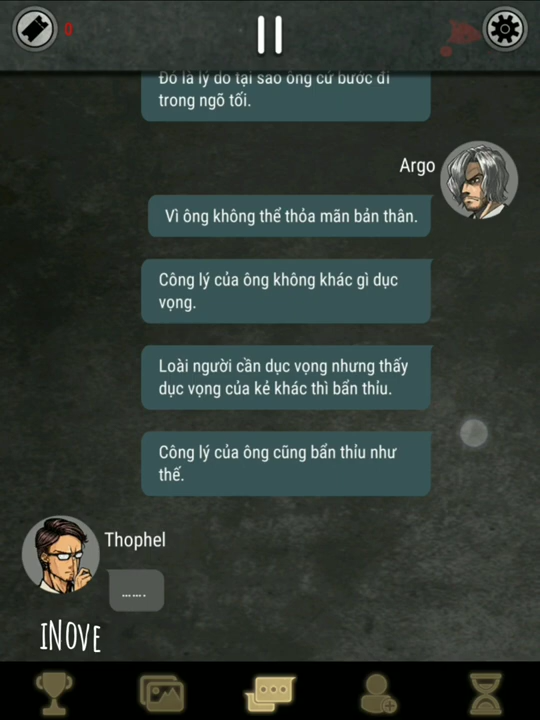 0
Đó là lý do tại sao ông cứ bước đi
trong ngõ tối.
Argo
Vì ông không thể thỏa mãn bản thân.
Công lý của ông không khác gì dục
vọng.
Loài người cần dục vọng nhưng thấy
dục vọng của kẻ khác thì bẩn thỉu.
Công lý của ông cũng bẩn thỉu như
thế.
Thophel
…….
iNOVE